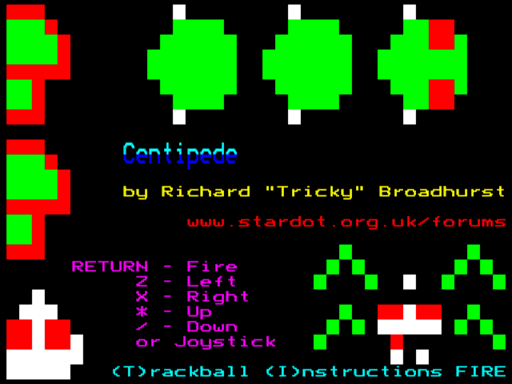 Centipede
by Richard "Tricky" Broadhurst
www.stardot.org.uk/forums
RETURN - Fire
Z - Left
X - Right
* - Up
/ - Down
or Joystick
(T)rackball (I)nstructions FIRE